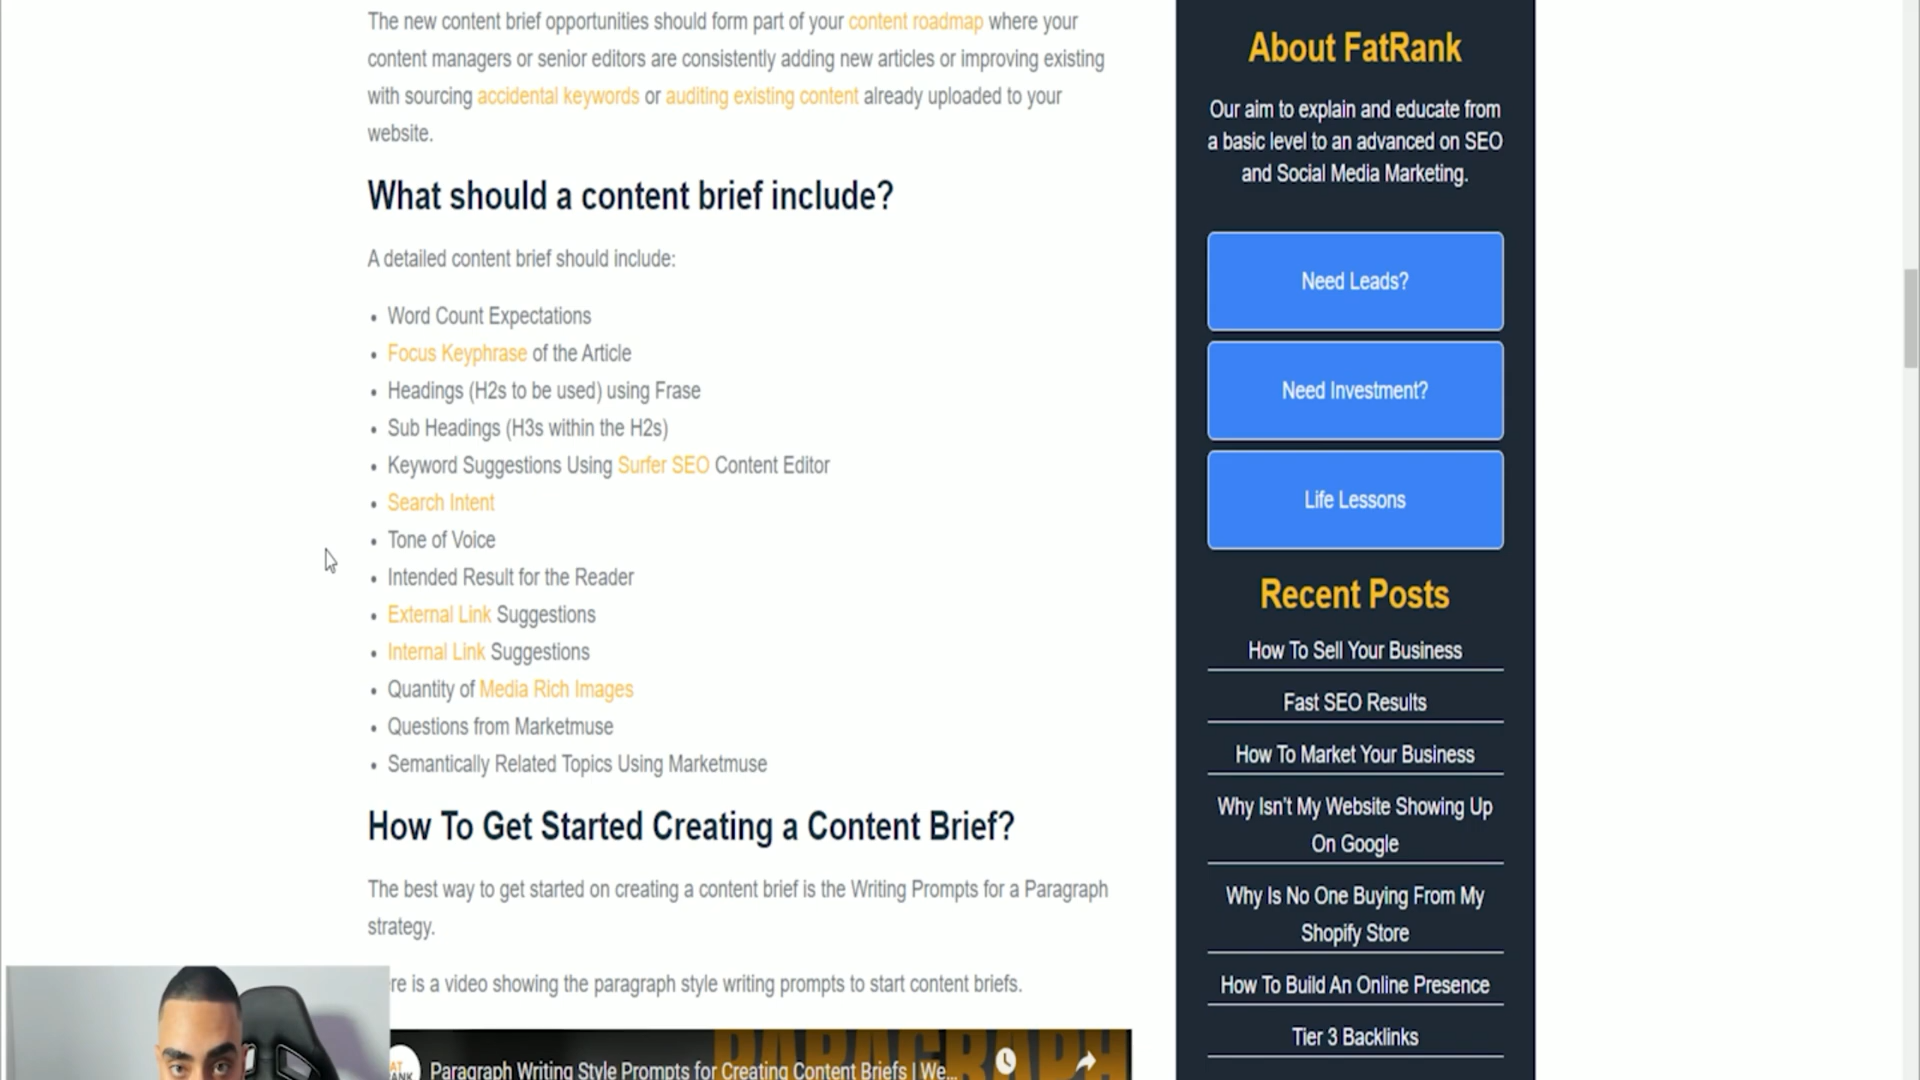 The new content brief opportunities should form part of your content roadmap where your
content managers or senior editors are consistently adding new articles or improving existing
with sourcing accidental keywords or auditing existing content already uploaded to your
website.
What should a content brief include?
A detailed content brief should include:
• Word Count Expectations
• Focus Keyphrase of the Article
• Headings (H2s to be used) using Frase
• Sub Headings (H3s within the H2s)
• Keyword Suggestions Using Surfer SEO Content Editor
• Search Intent
• Tone of Voice
• Intended Result for the Reader
• External Link Suggestions
• Internal Link Suggestions
• Quantity of Media Rich Images
• Questions from Marketmuse
• Semantically Related Topics Using Marketmuse
How To Get Started Creating a Content Brief?
The best way to get started on creating a content brief is the Writing Prompts for a Paragraph
strategy.
re is a video showing the paragraph style writing prompts to start content briefs.
PARAGRAPH
Paragraph Writing Style Prompts for Creating Content Briefs | We...
About FatRank
Our aim to explain and educate from
a basic level to an advanced on SEO
and Social Media Marketing.
Need Leads?
Need Investment?
Life Lessons
Recent Posts
How To Sell Your Business
Fast SEO Results
How To Market Your Business
Why Isn't My Website Showing Up
On Google
Why Is No One Buying From My
Shopify Store
How To Build An Online Presence
Tier 3 Backlinks